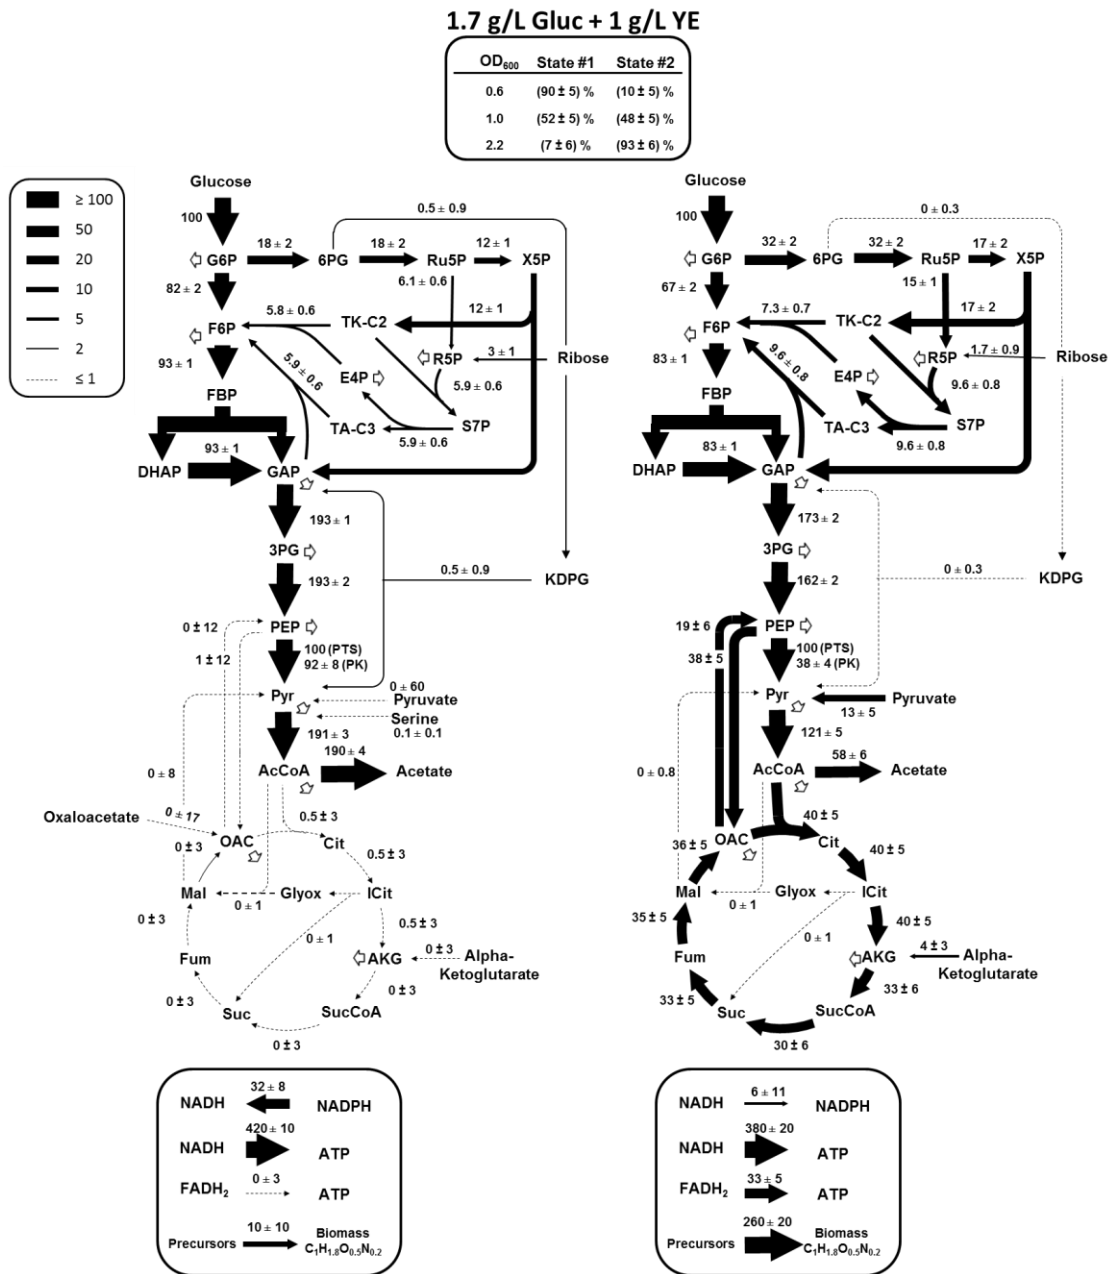 1.7 g/L Gluc + 1 g/L YE
OD600 State #1 State #2
0.6 (90 ± 5) % (10 ± 5) %
1.0 (52 ± 5) % (48 ± 5) %
2.2 (7 ± 6) % (93 ± 6) %
≥ 100
50
20
10
5
2
≤ 1
Glucose
100
0.5 ± 0.9
G6P
18 ± 2
6PG
18 ± 2
Ru5P
12 ± 1
X5P
82 ± 2
6.1 ± 0.6
5.8 ± 0.6
TK-C2
12 ± 1
F6P
93 ± 1
R5P
3 ± 1
Ribose
E4P
5.9 ± 0.6
5.9 ± 0.6
FBP
TA-C3
S7P
5.9 ± 0.6
93 ± 1
DHAP
GAP
193 ± 1
3PG
193 ± 2
0.5 ± 0.9
KDPG
0 ± 12
PEP
1 ± 12
100 (PTS)
92 ± 8 (PK)
Pyr
0 ± 60
Pyruvate
Serine
0.1 ± 0.1
191 ± 3
190 ± 4
AcCoA
Acetate
0 ± 8
Oxaloacetate
0 ± 17
0.5 ± 3
OAC
Cit
0 ± 3
0.5 ± 3
Mal
Glyox
ICit
0 ± 1
0.5 ± 3
0 ± 3
0 ± 1
Fum
AKG
0 ± 3
Alpha-
Ketoglutarate
0 ± 3
0 ± 3
Suc
SucCoA
0 ± 3
NADH
32 ± 8
NADPH
NADH
420 ± 10
ATP
FADH2
0 ± 3
ATP
Precursors
10 ± 10
Biomass
C1H1.8O0.5N0.2
Glucose
100
0 ± 0.3
G6P
32 ± 2
6PG
32 ± 2
Ru5P
17 ± 2
X5P
67 ± 2
15 ± 1
7.3 ± 0.7
TK-C2
17 ± 2
F6P
83 ± 1
R5P
1.7 ± 0.9
Ribose
9.6 ± 0.8
E4P
9.6 ± 0.8
FBP
TA-C3
S7P
9.6 ± 0.8
83 ± 1
DHAP
GAP
173 ± 2
3PG
162 ± 2
0 ± 0.3
KDPG
19 ± 6
PEP
38 ± 5
100 (PTS)
38 ± 4 (PK)
Pyr
Pyruvate
13 ± 5
121 ± 5
58 ± 6
AcCoA
Acetate
0 ± 0.8
40 ± 5
OAC
Cit
36 ± 5
40 ± 5
Mal
Glyox
ICit
0 ± 1
40 ± 5
35 ± 5
0 ± 1
Fum
AKG
4 ± 3
Alpha-
Ketoglutarate
33 ± 6
33 ± 5
Suc
SucCoA
30 ± 6
NADH
6 ± 11
NADPH
NADH
380 ± 20
ATP
FADH2
33 ± 5
ATP
Precursors
260 ± 20
Biomass
C1H1.8O0.5N0.2